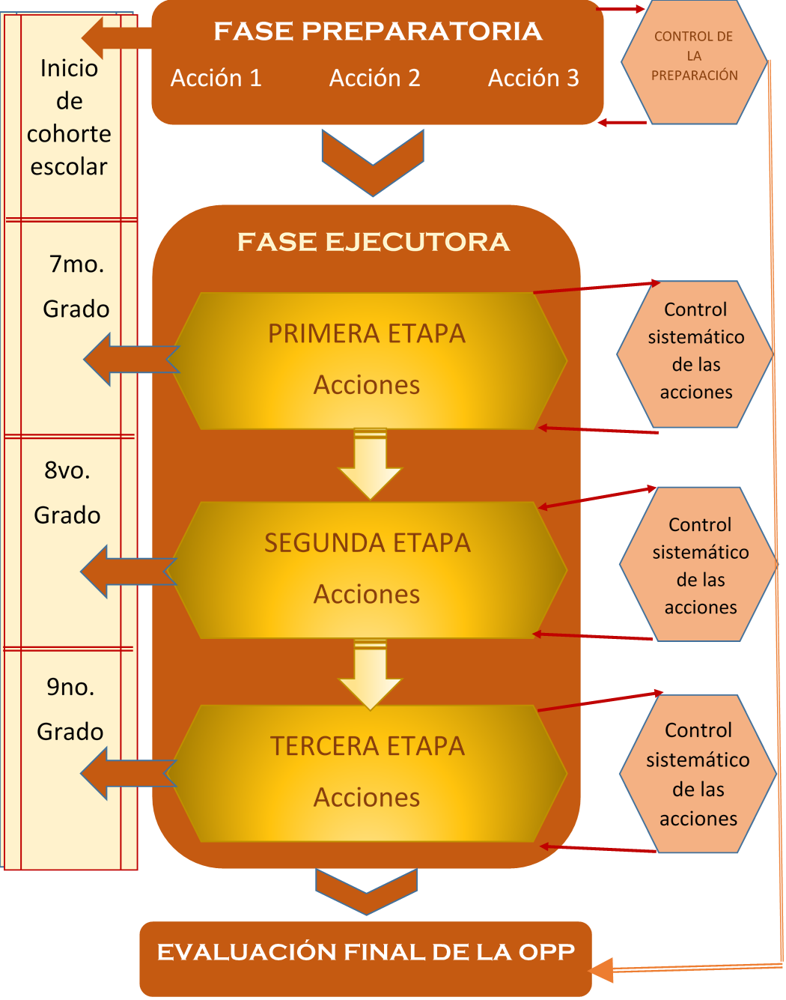 FASE PREPARATORIA
Acción 1 Acción 2 Acción 3
CONTROL DE
LA
PREPARACIÓN
Inicio
de
cohorte
escolar
FASE EJECUTORA
7mo.
Grado
PRIMERA ETAPA
Acciones
Control
sistemático
de las
acciones
8vo.
Grado
SEGUNDA ETAPA
Acciones
Control
sistemático
de las
acciones
9no.
Grado
TERCERA ETAPA
Acciones
Control
sistemático
de las
acciones
EVALUACIÓN FINAL DE LA OPP